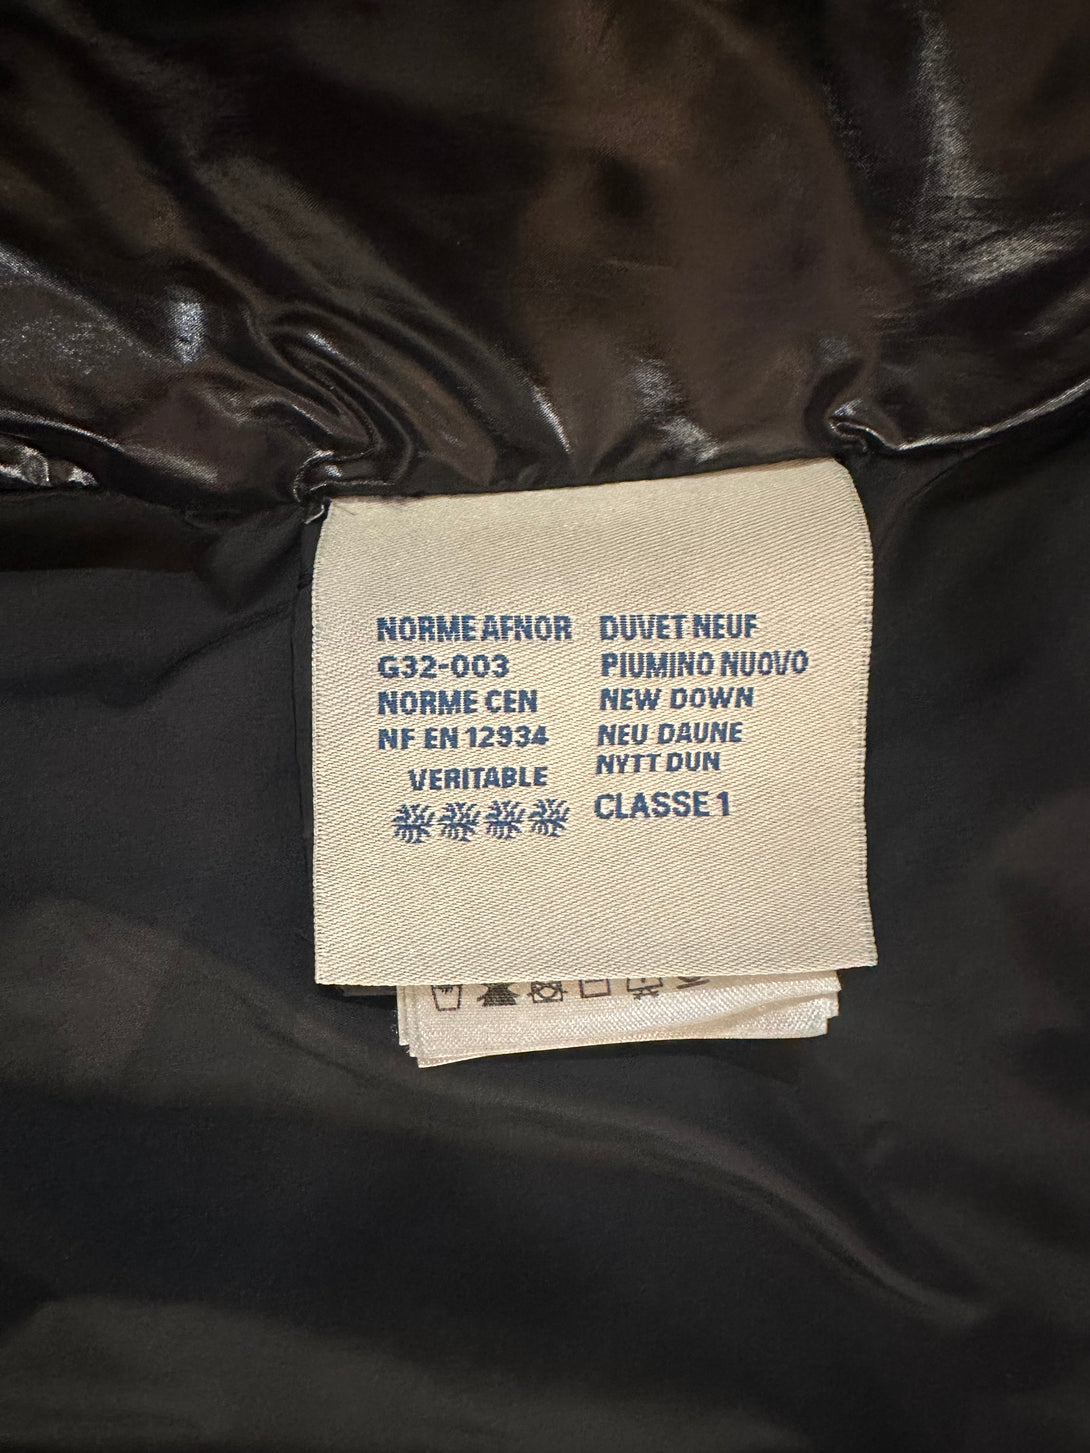 NORME AFNOR
G32-003
NORME CEN
NF EN 12934
VERITABLE
DUVET NEUF
PIUMINO NUOVO
NEW DOWN
NEU DAUNE
NYTT DUN
CLASSE 1